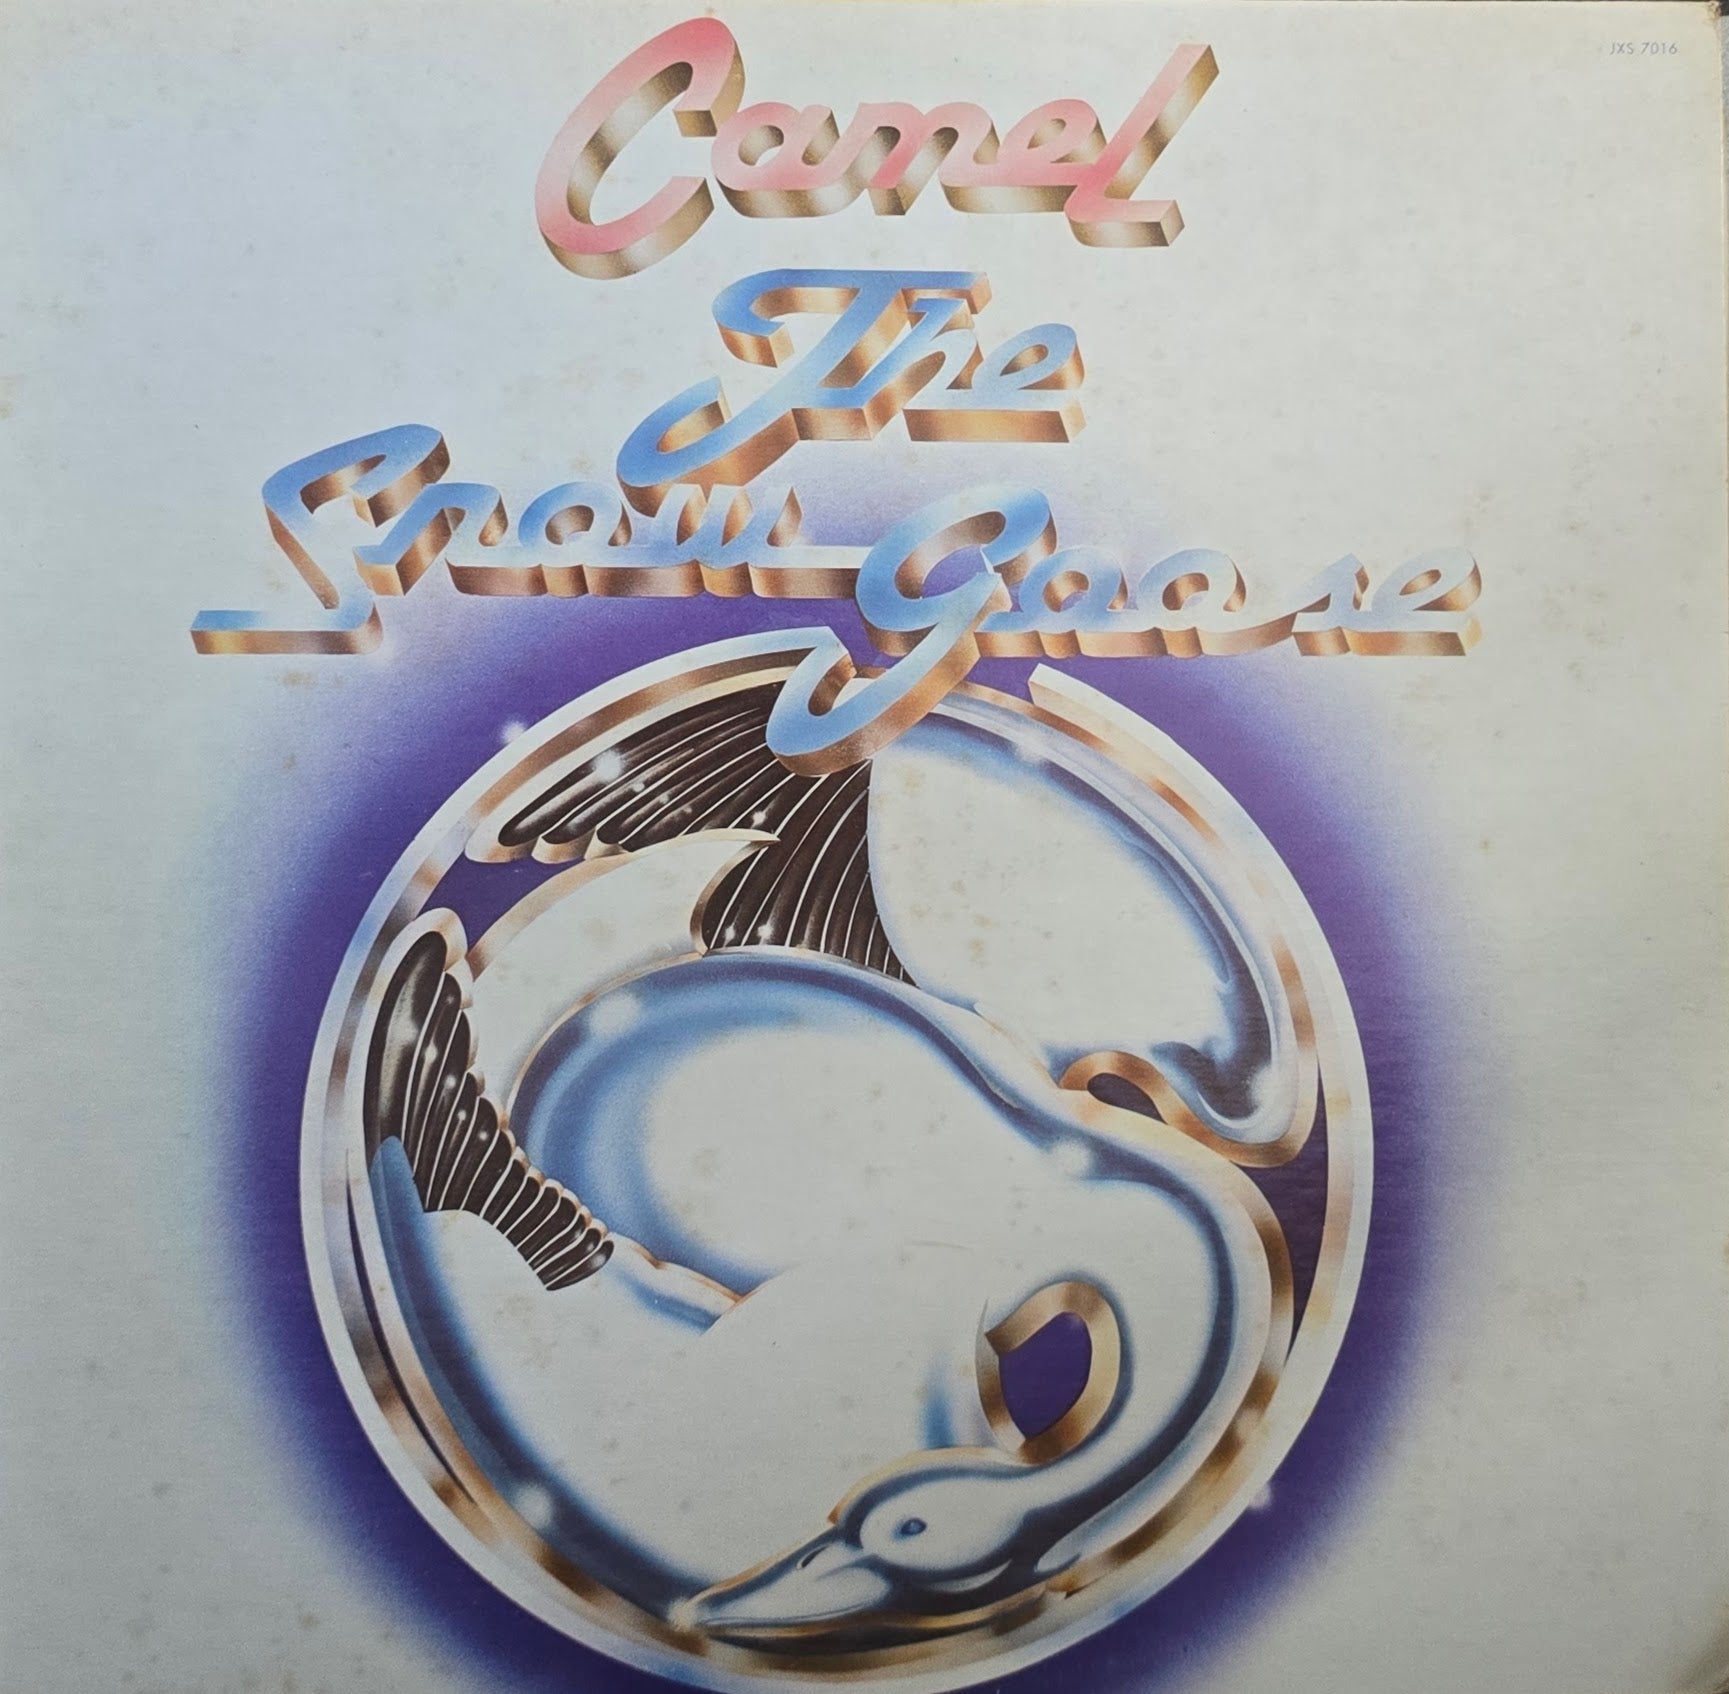 JXS 7016
Camel
The
Snow Goose